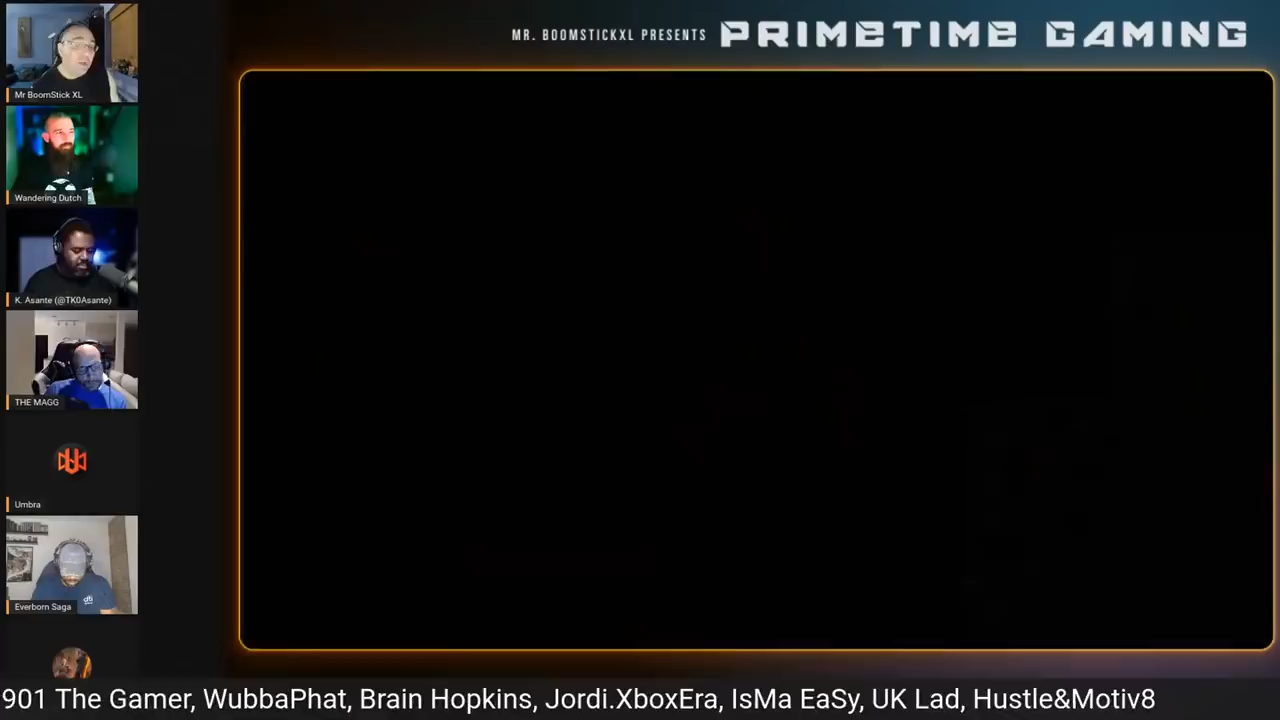 MR. BOOMSTICKXL PRESENTS PRIMETIME GAMING
Mr BoomStick XL
Wandering Dutch
K. Asante (@TK0Asante)
THE MAGG
Umbra
Everborn Saga
901 The Gamer, WubbaPhat, Brain Hopkins, Jordi.XboxEra, IsMa EaSy, UK Lad, Hustle&Motiv8